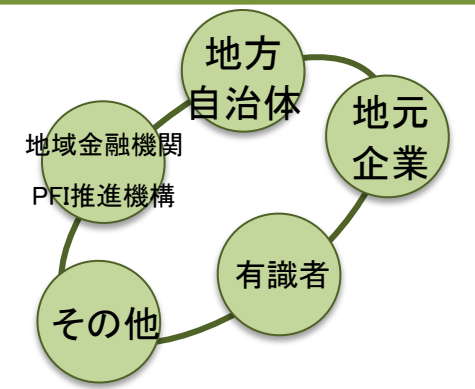 地方
自治体
地元
企業
地域金融機関
PFI推進機構
有識者
その他